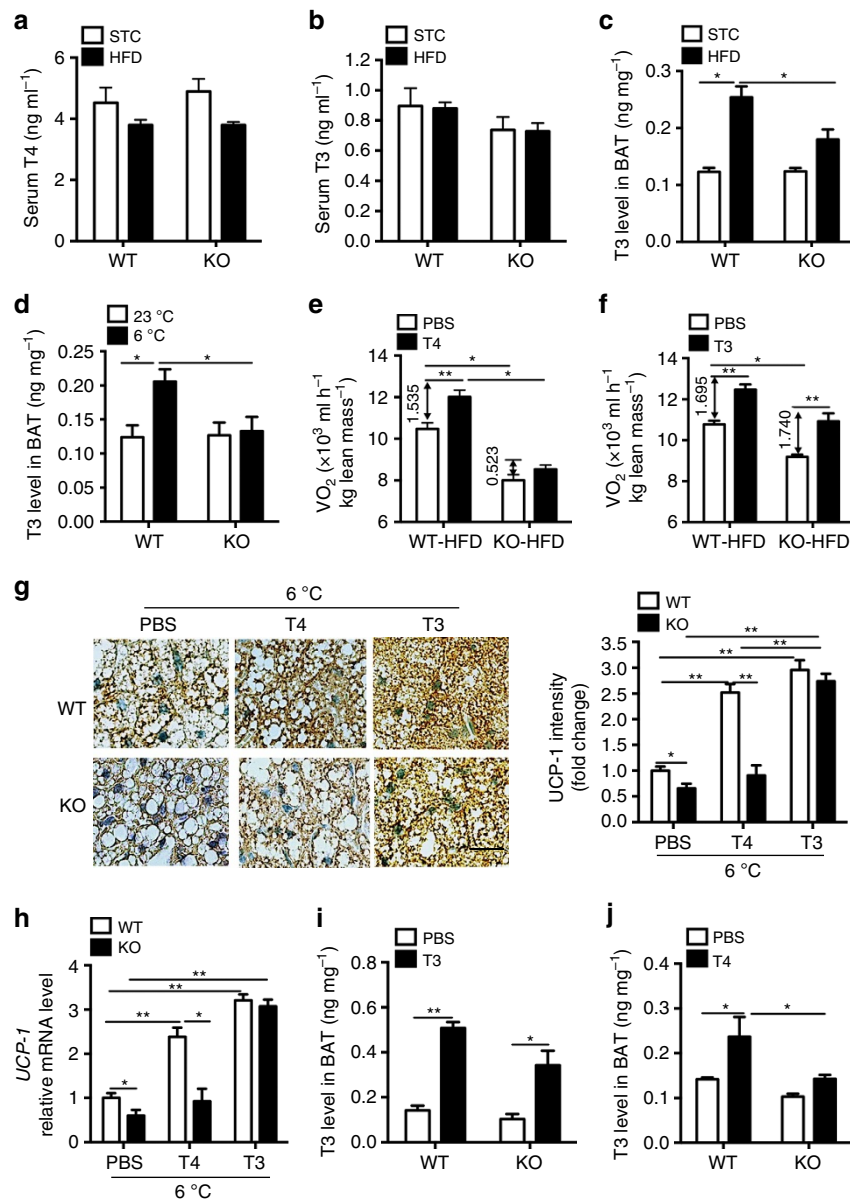 a
STC
HFD
Serum T4 (ng ml−1)
6
4
2
0
WT
KO
b
STC
HFD
Serum T3 (ng ml−1)
1.2
1.0
0.8
0.6
0.4
0.2
0.0
WT
KO
c
STC
HFD
T3 level in BAT (ng mg−1)
0.3
0.2
0.1
0.0
*
*
WT
KO
d
23 °C
6 °C
T3 level in BAT (ng mg−1)
0.25
0.20
0.15
0.10
0.05
0.00
*
*
WT
KO
e
PBS
T4
VO2 (×103 ml h−1
kg lean mass−1)
14
12
10
8
6
*
**
*
1.535
0.523
WT-HFD
KO-HFD
f
PBS
T3
VO2 (×103 ml h−1
kg lean mass−1)
14
12
10
8
6
*
**
**
1.695
1.740
WT-HFD
KO-HFD
g
6 °C
PBS
T4
T3
WT
KO
WT
KO
UCP-1 intensity
(fold change)
3.5
3.0
2.5
2.0
1.5
1.0
0.5
0.0
**
**
**
**
**
*
PBS
T4
T3
6 °C
h
WT
KO
UCP-1
relative mRNA level
4
3
2
1
0
**
**
**
*
*
PBS
T4
T3
6 °C
i
PBS
T3
T3 level in BAT (ng mg−1)
0.8
0.6
0.4
0.2
0.0
**
*
WT
KO
j
PBS
T4
T3 level in BAT (ng mg−1)
0.4
0.3
0.2
0.1
0.0
*
*
WT
KO